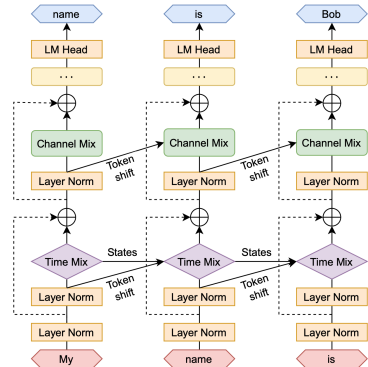 name is Bob
LM Head LM Head LM Head
... ... ...
Channel Mix Channel Mix Channel Mix
Token shift Token shift
Layer Norm Layer Norm Layer Norm
States States
Time Mix Time Mix Time Mix
Token shift Token shift
Layer Norm Layer Norm Layer Norm
Layer Norm Layer Norm Layer Norm
My name is